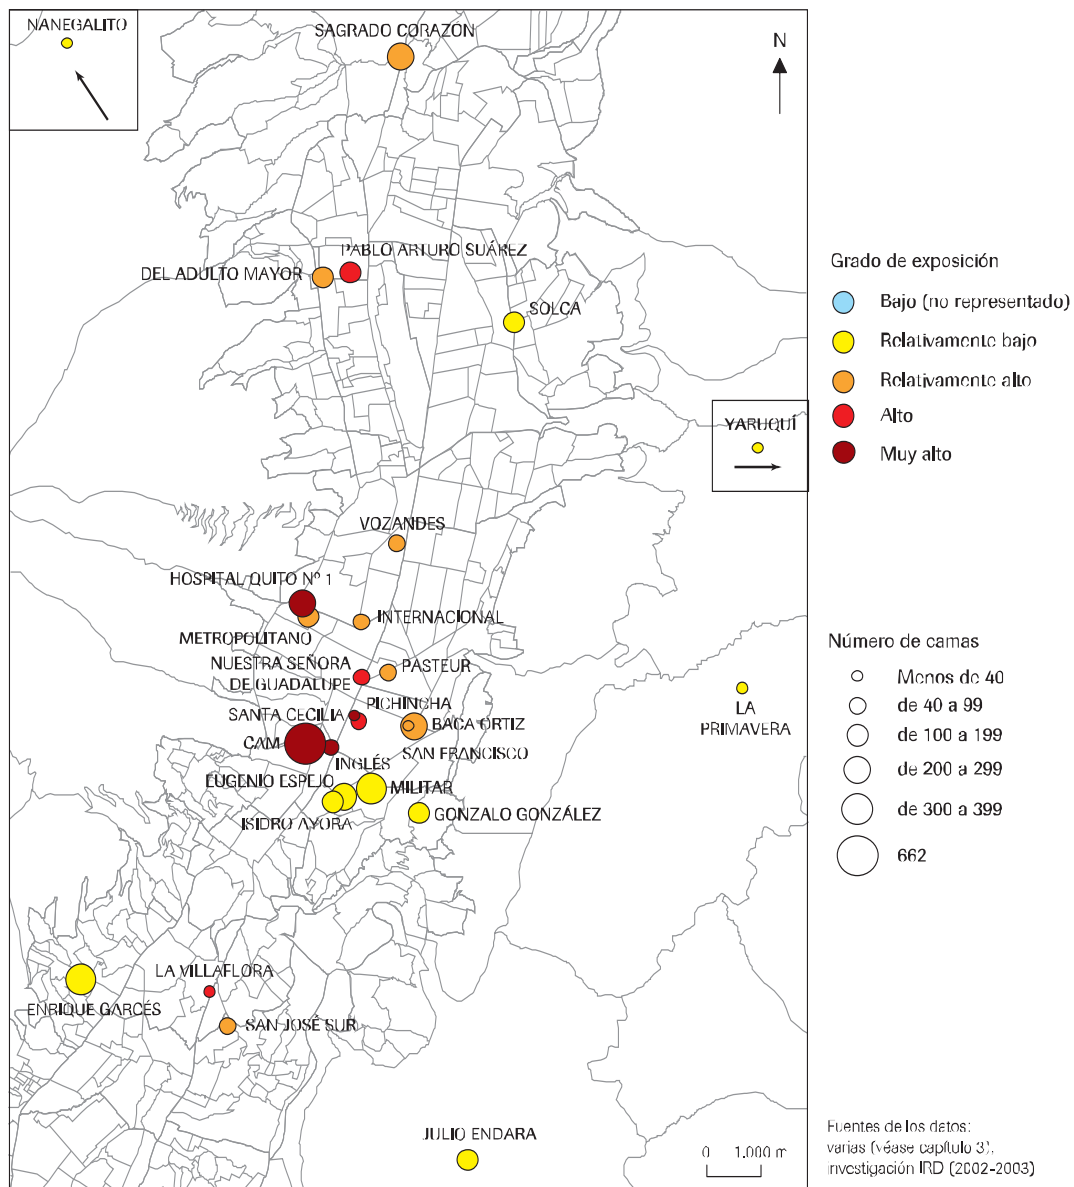 NANEGALITO
SAGRADO CORAZÓN
N
PABLO ARTURO SUÁREZ
DEL ADULTO MAYOR
SOLCA
YARUQUÍ
VOZANDES
HOSPITAL QUITO Nº 1
INTERNACIONAL
METROPOLITANO
NUESTRA SEÑORA
DE GUADALUPE
PASTEUR
PICHINCHA
SANTA CECILIA
BACA ORTIZ
CAM
SAN FRANCISCO
INGLÉS
EUGENIO ESPEJO
MILITAR
ISIDRO AYORA
GONZALO GONZÁLEZ
LA
PRIMAVERA
LA VILLAFLORA
ENRIQUE GARCÉS
SAN JOSÉ SUR
JULIO ENDARA
0 1.000 m
Grado de exposición
Bajo (no representado)
Relativamente bajo
Relativamente alto
Alto
Muy alto
Número de camas
Menos de 40
de 40 a 99
de 100 a 199
de 200 a 299
de 300 a 399
662
Fuentes de los datos:
varias (véase capítulo 3),
investigación IRD (2002-2003)